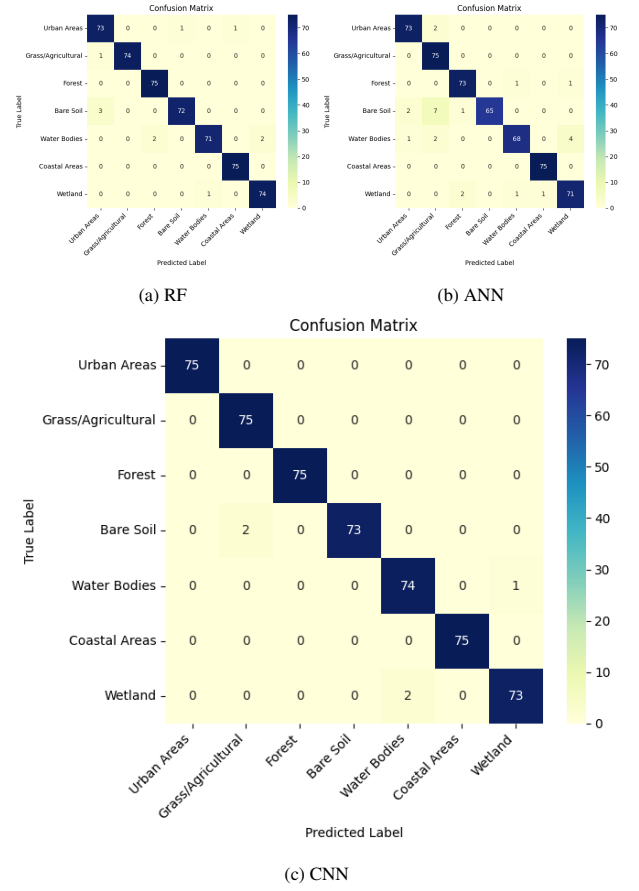 Confusion Matrix
Urban Areas 73 0 0 1 0 1 0
Grass/Agricultural 1 74 0 0 0 0 0
Forest 0 0 75 0 0 0 0
Bare Soil 3 0 0 72 0 0 0
Water Bodies 0 0 2 0 71 0 2
Coastal Areas 0 0 0 0 0 75 0
Wetland 0 0 0 0 1 0 74
True Label
Urban Areas Grass/Agricultural Forest Bare Soil Water Bodies Coastal Areas Wetland
Predicted Label
70
60
50
40
30
20
10
0
(a) RF
Confusion Matrix
Urban Areas 73 2 0 0 0 0 0
Grass/Agricultural 0 75 0 0 0 0 0
Forest 0 0 73 0 1 0 1
Bare Soil 2 7 1 65 0 0 0
Water Bodies 1 2 0 0 68 0 4
Coastal Areas 0 0 0 0 0 75 0
Wetland 0 0 2 0 1 1 71
True Label
Urban Areas Grass/Agricultural Forest Bare Soil Water Bodies Coastal Areas Wetland
Predicted Label
70
60
50
40
30
20
10
0
(b) ANN
Confusion Matrix
Urban Areas 75 0 0 0 0 0 0
Grass/Agricultural 0 75 0 0 0 0 0
Forest 0 0 75 0 0 0 0
Bare Soil 0 2 0 73 0 0 0
Water Bodies 0 0 0 0 74 0 1
Coastal Areas 0 0 0 0 0 75 0
Wetland 0 0 0 0 2 0 73
True Label
Urban Areas Grass/Agricultural Forest Bare Soil Water Bodies Coastal Areas Wetland
Predicted Label
70
60
50
40
30
20
10
0
(c) CNN